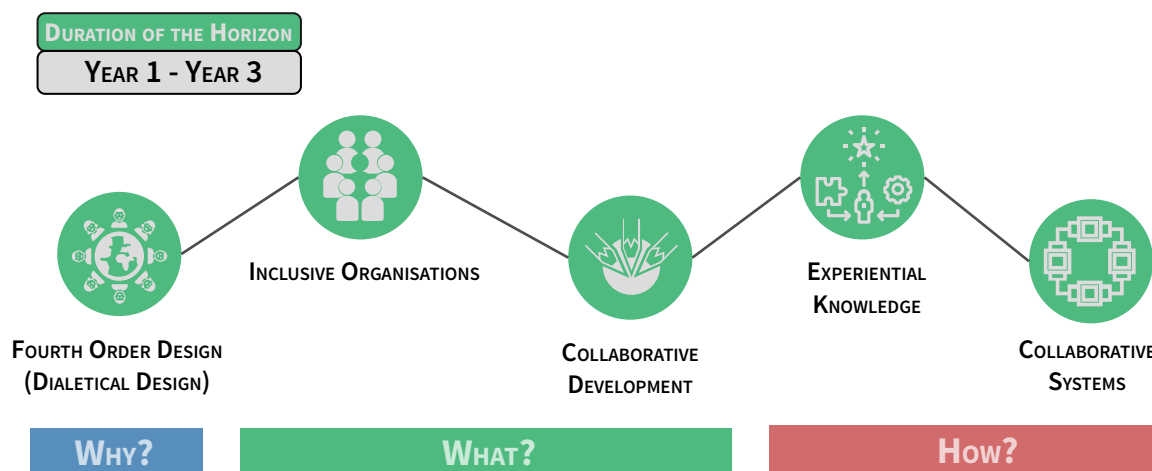 Duration of the Horizon
Year 1 - Year 3
Inclusive Organisations
Experiential
Knowledge
Fourth Order Design
(Dialetical Design)
Collaborative
Development
Collaborative
Systems
Why?
What?
How?